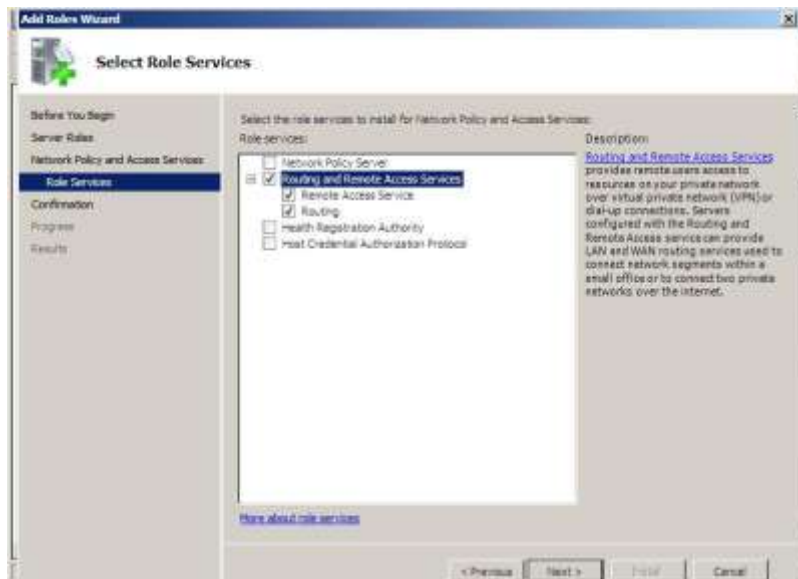 Add Roles Wizard
Select Role Services
Before You Begin
Server Roles
Network Policy and Access Services
Role Services
Confirmation
Progress
Results
Select the role services to install for Network Policy and Access Services:
Role services:
Network Policy Server
Routing and Remote Access Services
Remote Access Service
Routing
Health Registration Authority
Host Credential Authorization Protocol
More about role services
Description:
Routing and Remote Access Services
provides remote users access to
resources on your private network
over virtual private network (VPN) or
dial-up connections. Servers
configured with the Routing and
Remote Access service can provide
LAN and WAN routing services used to
connect network segments within a
small office or to connect two private
networks over the Internet.
< Previous
Next >
Install
Cancel